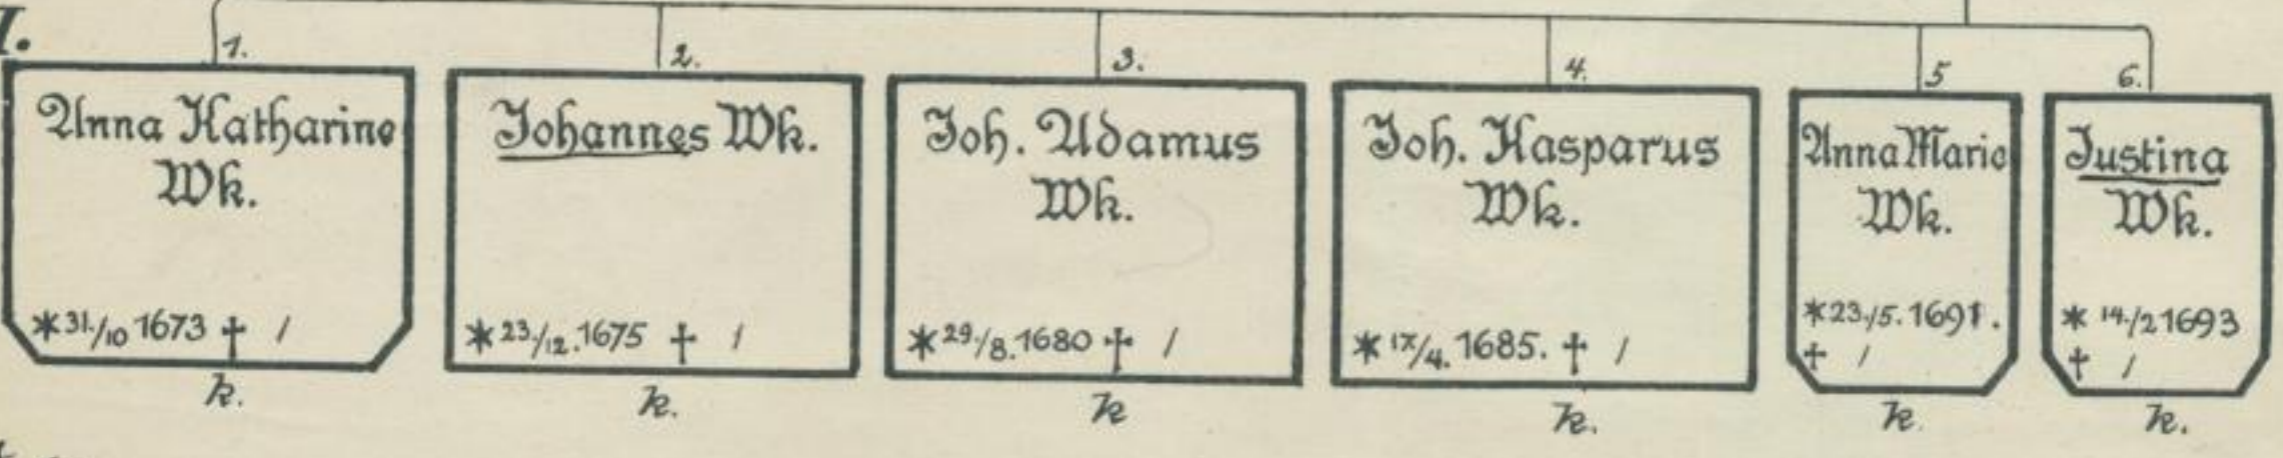 1.
Anna Katharine
Wk.
*31./10 1673 † /
k.
2.
Johannes Wk.
*23./12. 1675 † /
k.
3.
Joh. Adamus
Wk.
*29/8. 1680 † /
k
4.
Joh. Kasparus
Wk.
*17/4. 1685. † /
k.
5
Anna Marie
Wk.
*23./5. 1691.
† /
k
6.
Justina
Wk.
* 14./2 1693
† /
k.